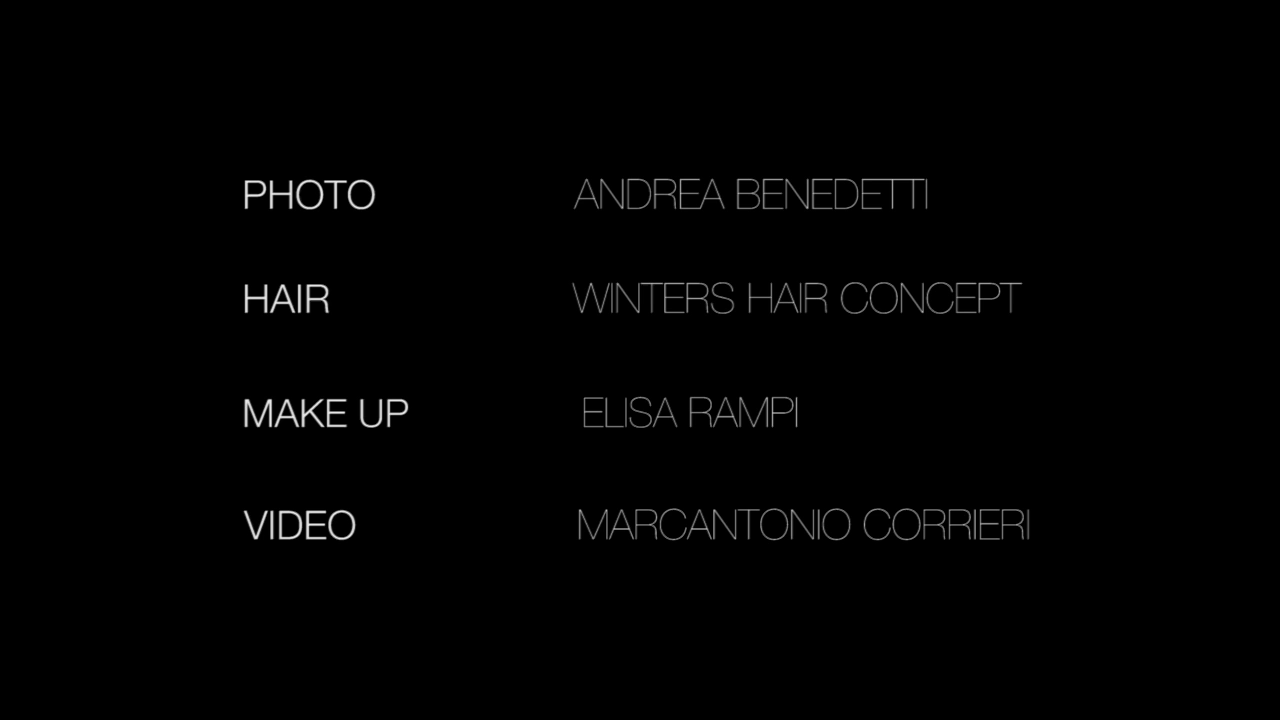 PHOTO ANDREA BENEDETTI
HAIR WINTERS HAIR CONCEPT
MAKE UP ELISA RAMPI
VIDEO MARCANTONIO CORRIERI